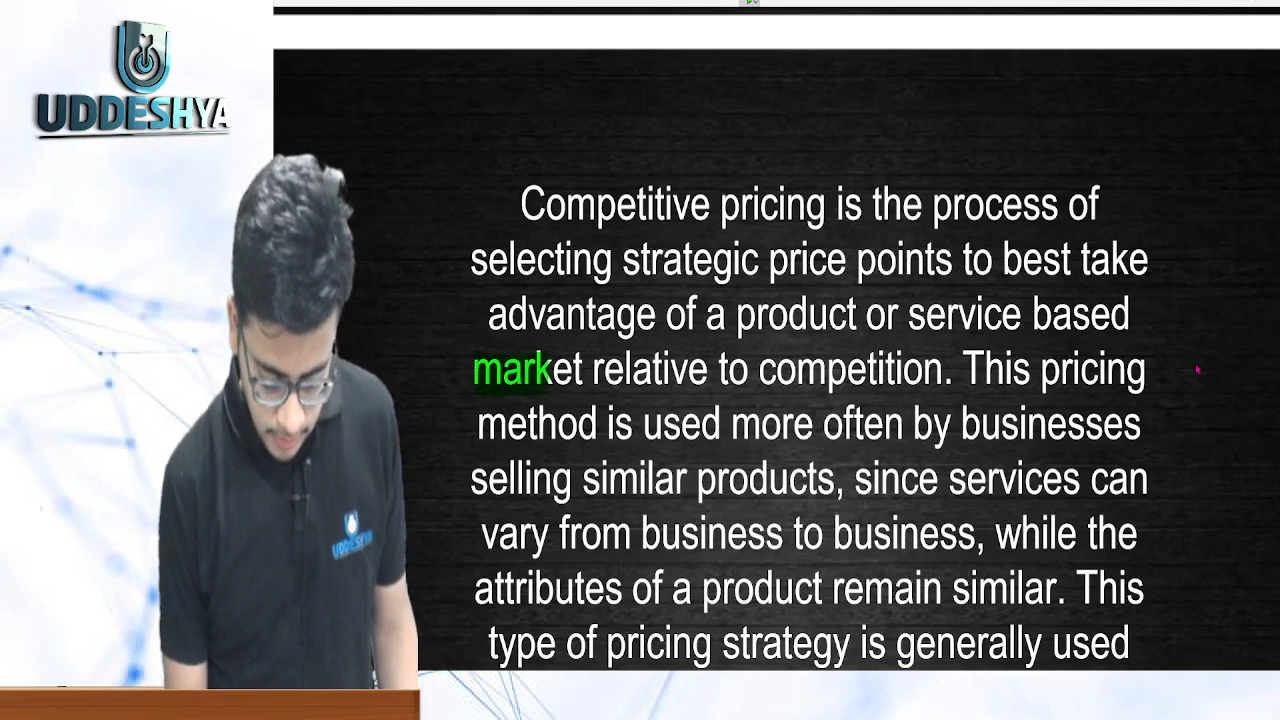 UDDESHYA
Competitive pricing is the process of
selecting strategic price points to best take
advantage of a product or service based
market relative to competition. This pricing
method is used more often by businesses
selling similar products, since services can
vary from business to business, while the
attributes of a product remain similar. This
type of pricing strategy is generally used
UDDESHYA